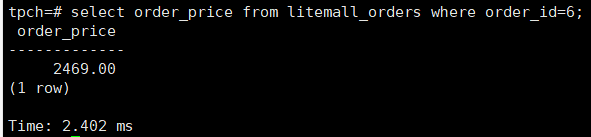 tpch=# select order_price from litemall_orders where order_id=6;
order_price
-------------
2469.00
(1 row)
Time: 2.402 ms